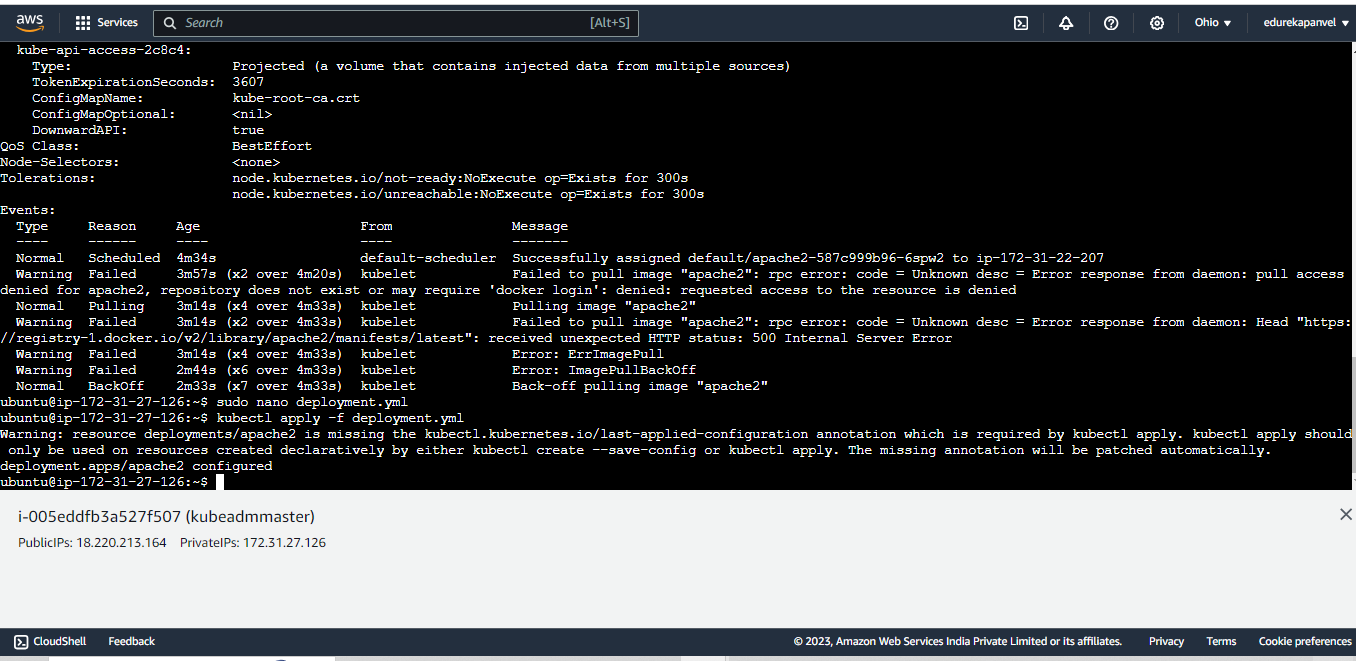 aws
Services
Search
[Alt+S]
Ohio ▼
edurekapanvel ▼
kube-api-access-2c8c4:
Type: Projected (a volume that contains injected data from multiple sources)
TokenExpirationSeconds: 3607
ConfigMapName: kube-root-ca.crt
ConfigMapOptional: <nil>
DownwardAPI: true
QoS Class: BestEffort
Node-Selectors: <none>
Tolerations: node.kubernetes.io/not-ready:NoExecute op=Exists for 300s
node.kubernetes.io/unreachable:NoExecute op=Exists for 300s
Events:
Type Reason Age From Message
---- ------ ---- ---- -------
Normal Scheduled 4m34s default-scheduler Successfully assigned default/apache2-587c999b96-6spw2 to ip-172-31-22-207
Warning Failed 3m57s (x2 over 4m20s) kubelet Failed to pull image "apache2": rpc error: code = Unknown desc = Error response from daemon: pull access
denied for apache2, repository does not exist or may require 'docker login': denied: requested access to the resource is denied
Normal Pulling 3m14s (x4 over 4m33s) kubelet Pulling image "apache2"
Warning Failed 3m14s (x2 over 4m33s) kubelet Failed to pull image "apache2": rpc error: code = Unknown desc = Error response from daemon: Head "https:
//registry-1.docker.io/v2/library/apache2/manifests/latest": received unexpected HTTP status: 500 Internal Server Error
Warning Failed 3m14s (x4 over 4m33s) kubelet Error: ErrImagePull
Warning Failed 2m44s (x6 over 4m33s) kubelet Error: ImagePullBackOff
Normal BackOff 2m33s (x7 over 4m33s) kubelet Back-off pulling image "apache2"
ubuntu@ip-172-31-27-126:~$ sudo nano deployment.yml
ubuntu@ip-172-31-27-126:~$ kubectl apply -f deployment.yml
Warning: resource deployments/apache2 is missing the kubectl.kubernetes.io/last-applied-configuration annotation which is required by kubectl apply. kubectl apply should
only be used on resources created declaratively by either kubectl create --save-config or kubectl apply. The missing annotation will be patched automatically.
deployment.apps/apache2 configured
ubuntu@ip-172-31-27-126:~$
i-005eddfb3a527f507 (kubeadmmaster)
PublicIPs: 18.220.213.164 PrivateIPs: 172.31.27.126
CloudShell Feedback © 2023, Amazon Web Services India Private Limited or its affiliates. Privacy Terms Cookie preferences